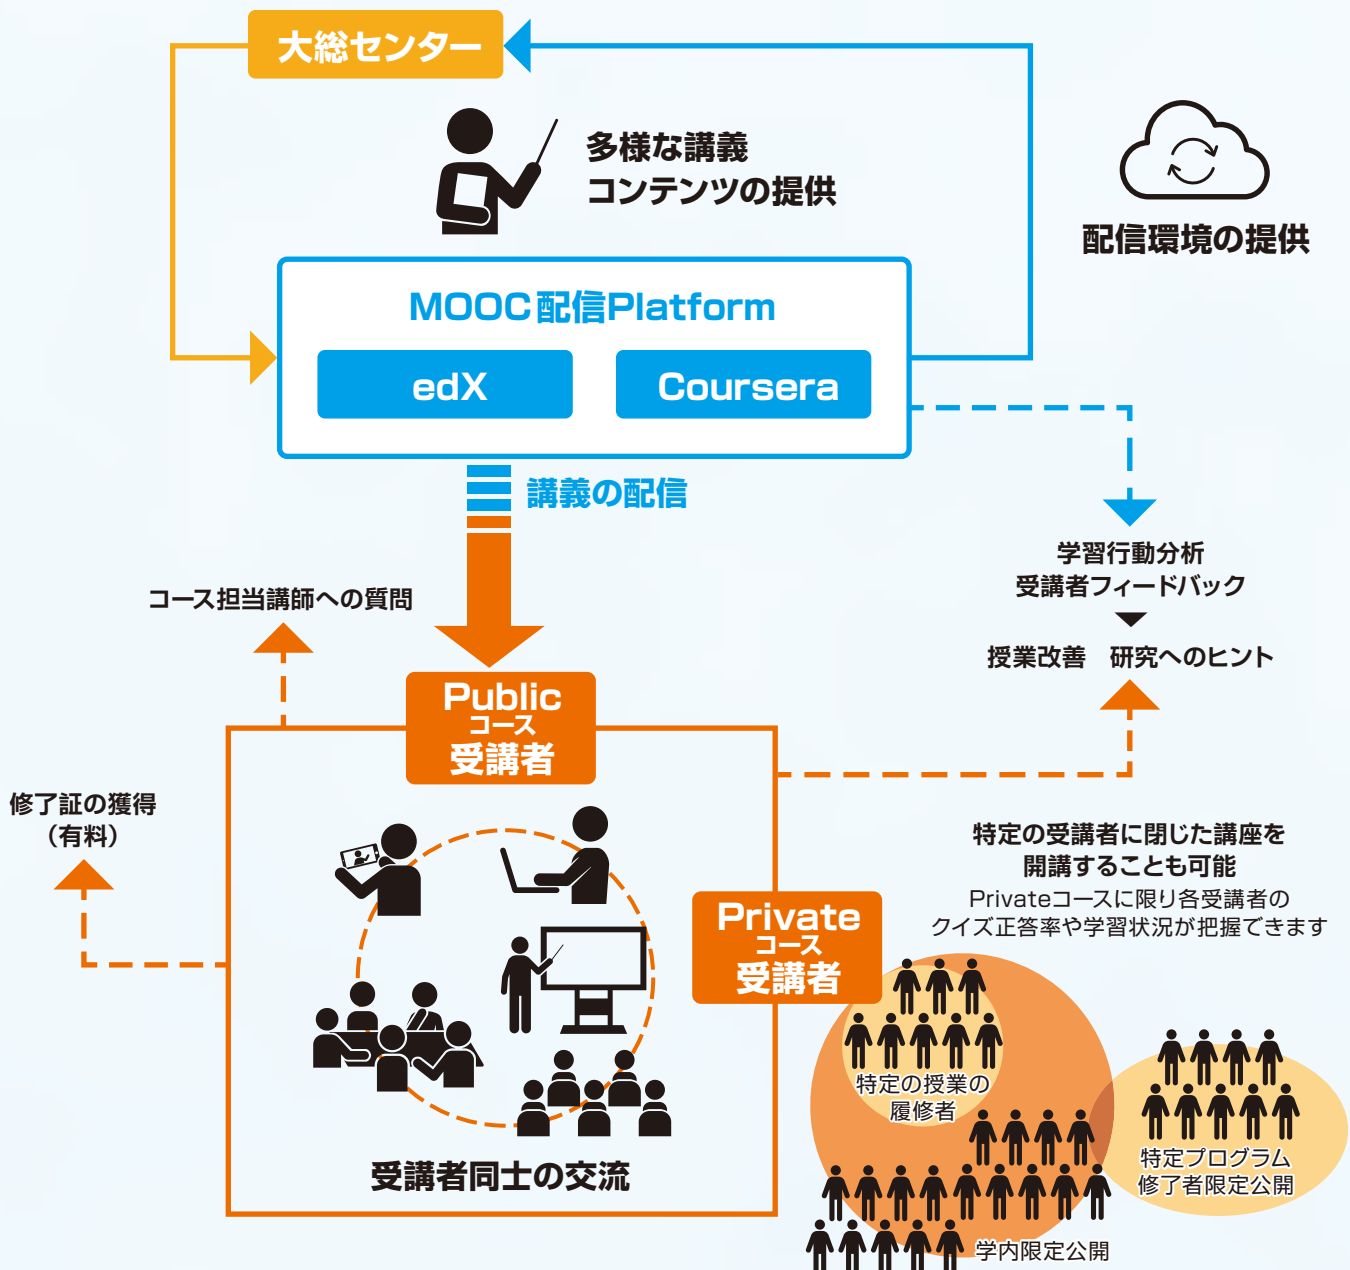 大総センター
多様な講義
コンテンツの提供
配信環境の提供
MOOC配信Platform
edX
Coursera
講義の配信
学習行動分析
受講者フィードバック
授業改善 研究へのヒント
コース担当講師への質問
Public
コース
受講者
修了証の獲得
（有料）
特定の受講者に閉じた講座を
開講することも可能
Privateコースに限り各受講者の
クイズ正答率や学習状況が把握できます
Private
コース
受講者
特定の授業の
履修者
特定プログラム
修了者限定公開
受講者同士の交流
学内限定公開